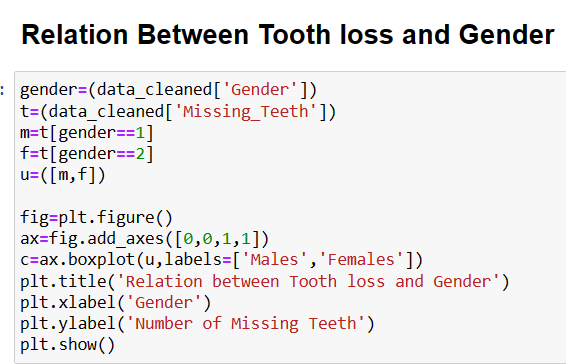 Relation Between Tooth loss and Gender
:
gender=(data_cleaned['Gender'])
t=(data_cleaned['Missing_Teeth'])
m=t[gender==1]
f=t[gender==2]
u=([m,f])

fig=plt.figure()
ax=fig.add_axes([0,0,1,1])
c=ax.boxplot(u,labels=['Males','Females'])
plt.title('Relation between Tooth loss and Gender')
plt.xlabel('Gender')
plt.ylabel('Number of Missing Teeth')
plt.show()